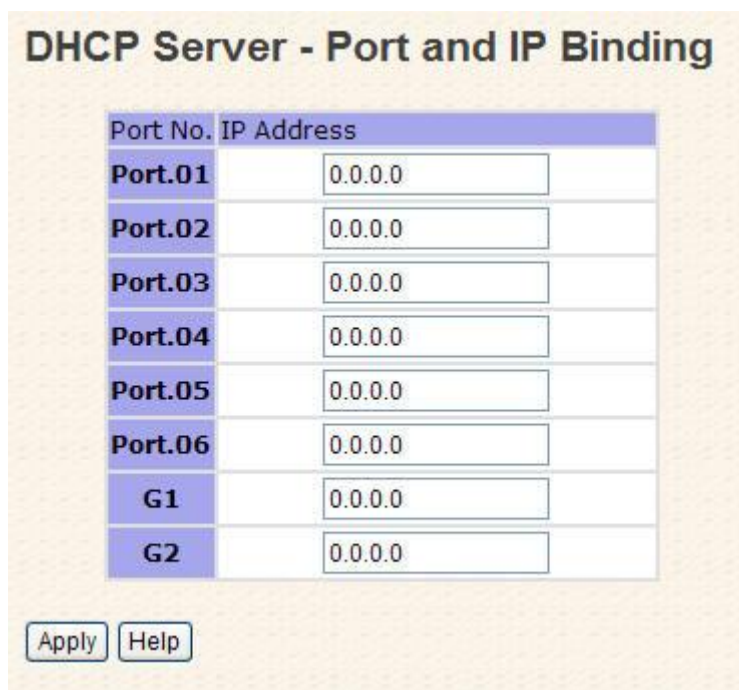 DHCP Server - Port and IP Binding
Port No. IP Address
Port.01 0.0.0.0
Port.02 0.0.0.0
Port.03 0.0.0.0
Port.04 0.0.0.0
Port.05 0.0.0.0
Port.06 0.0.0.0
G1 0.0.0.0
G2 0.0.0.0
Apply Help